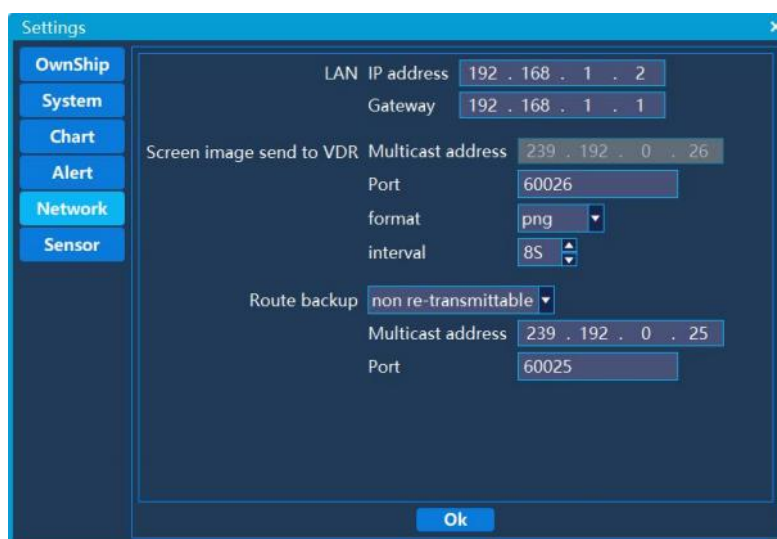 Settings
OwnShip
System
Chart
Alert
Network
Sensor
LAN IP address 192 . 168 . 1 . 2
Gateway 192 . 168 . 1 . 1
Screen image send to VDR Multicast address 239 . 192 . 0 . 26
Port 60026
format png
interval 8S
Route backup non re-transmittable
Multicast address 239 . 192 . 0 . 25
Port 60025
Ok